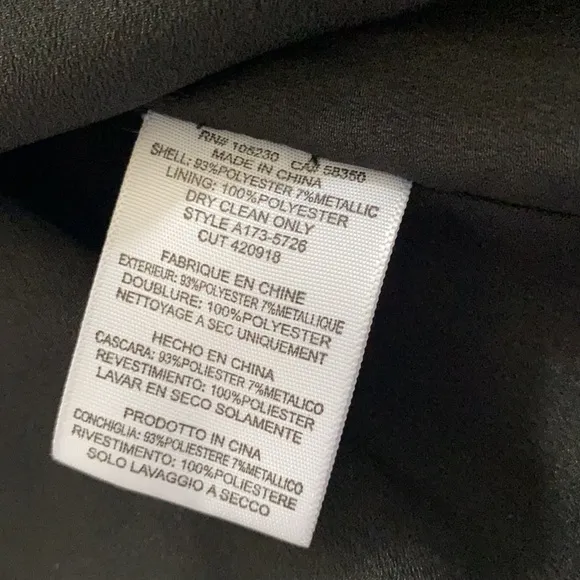 RN# 105230 CA# 58350
MADE IN CHINA
SHELL: 93%POLYESTER 7%METALLIC
LINING: 100%POLYESTER
DRY CLEAN ONLY
STYLE A173-5726
CUT 420918
FABRIQUE EN CHINE
EXTERIEUR: 93%POLYESTER 7%METALLIQUE
DOUBLURE: 100%POLYESTER
NETTOYAGE A SEC UNIQUEMENT
HECHO EN CHINA
CASCARA: 93%POLIESTER 7%METALICO
REVESTIMIENTO: 100%POLIESTER
LAVAR EN SECO SOLAMENTE
PRODOTTO IN CINA
CONCHIGLIA: 93%POLIESTERE 7%METALLICO
RIVESTIMENTO: 100%POLIESTERE
SOLO LAVAGGIO A SECCO